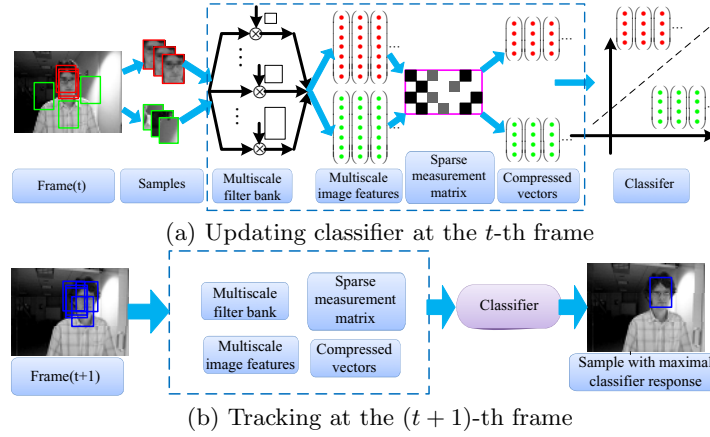 Frame(t)
Samples
Multiscale
filter bank
Multiscale
image features
Sparse
measurement
matrix
Compressed
vectors
Classifer
(a) Updating classifier at the t-th frame
Frame(t+1)
Multiscale
filter bank
Sparse
measurement
matrix
Multiscale
image features
Compressed
vectors
Classifier
Sample with maximal
classifier response
(b) Tracking at the (t + 1)-th frame